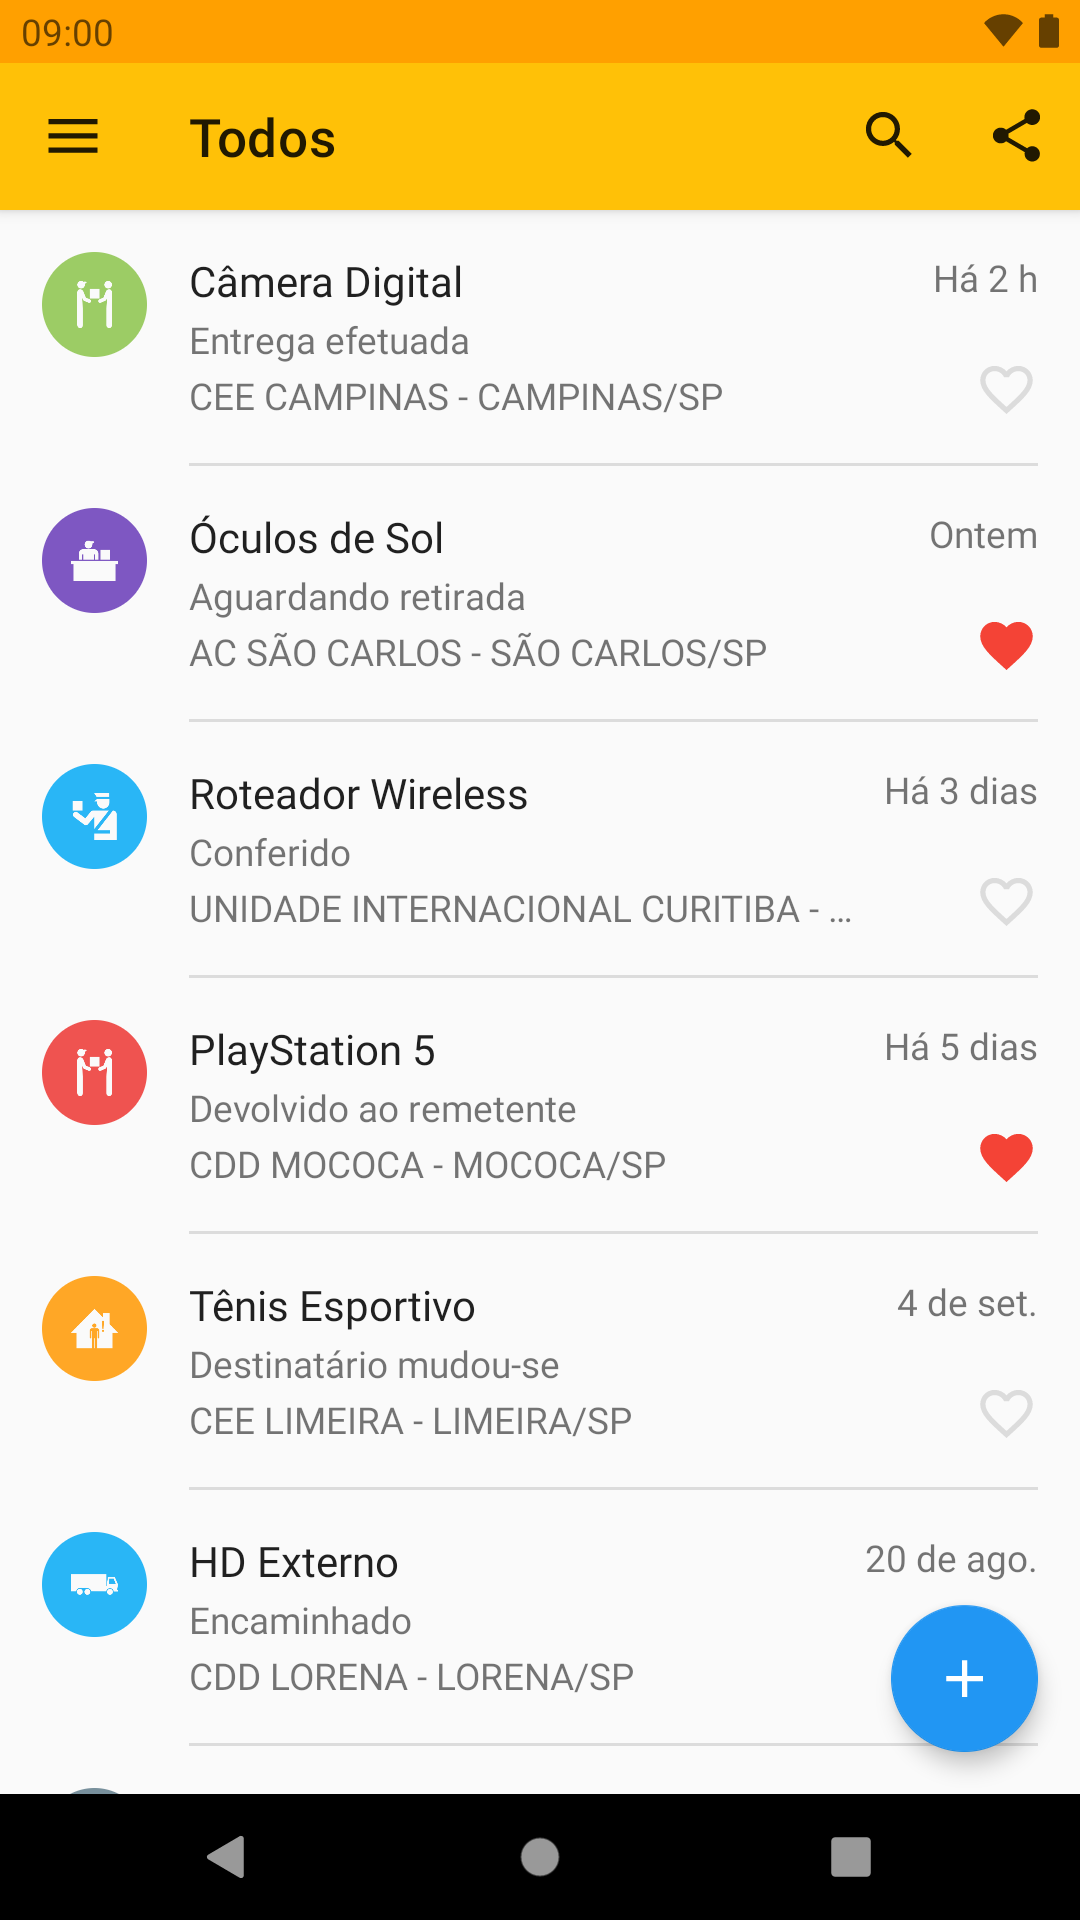 09:00
Todos
Câmera Digital
Há 2 h
Entrega efetuada
CEE CAMPINAS - CAMPINAS/SP
Óculos de Sol
Ontem
Aguardando retirada
AC SÃO CARLOS - SÃO CARLOS/SP
Roteador Wireless
Há 3 dias
Conferido
UNIDADE INTERNACIONAL CURITIBA - ...
PlayStation 5
Há 5 dias
Devolvido ao remetente
CDD MOCOCA - MOCOCA/SP
Tênis Esportivo
4 de set.
Destinatário mudou-se
CEE LIMEIRA - LIMEIRA/SP
HD Externo
20 de ago.
Encaminhado
CDD LORENA - LORENA/SP